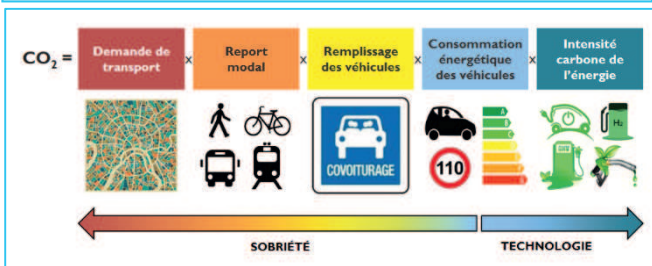 CO₂ =
Demande de
transport
x
Report
modal
x
Remplissage
des véhicules
x
Consommation
énergétique
des véhicules
x
Intensité
carbone de
l'énergie
COVOITURAGE
110
H₂
SOBRIÉTÉ
TECHNOLOGIE